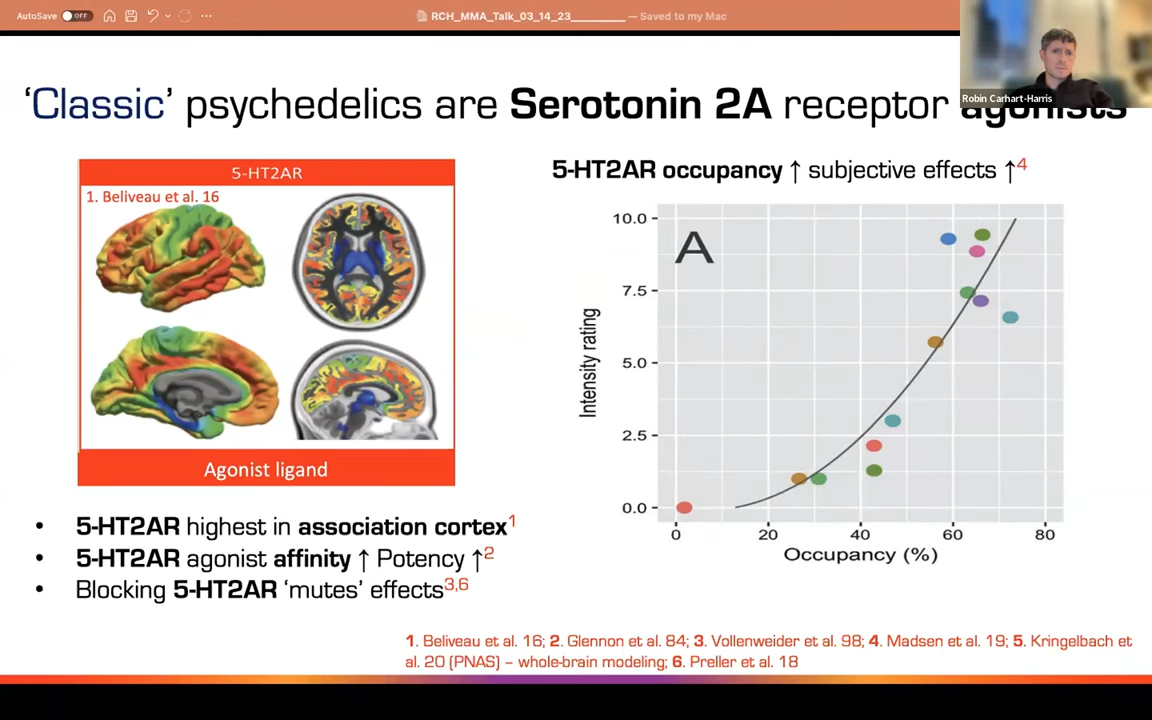 AutoSave OFF
RCH_MMA_Talk_03_14_23_________ — Saved to my Mac
Robin Carhart-Harris
‘Classic’ psychedelics are Serotonin 2A receptor agonists
5-HT2AR
1. Beliveau et al. 16
Agonist ligand
5-HT2AR occupancy ↑ subjective effects ↑4
A
10.0
7.5
5.0
2.5
0.0
Intensity rating
0 20 40 60 80
Occupancy (%)
• 5-HT2AR highest in association cortex1
• 5-HT2AR agonist affinity ↑ Potency ↑2
• Blocking 5-HT2AR ‘mutes’ effects3,6
1. Beliveau et al. 16; 2. Glennon et al. 84; 3. Vollenweider et al. 98; 4. Madsen et al. 19; 5. Kringelbach et
al. 20 (PNAS) – whole-brain modeling; 6. Preller et al. 18